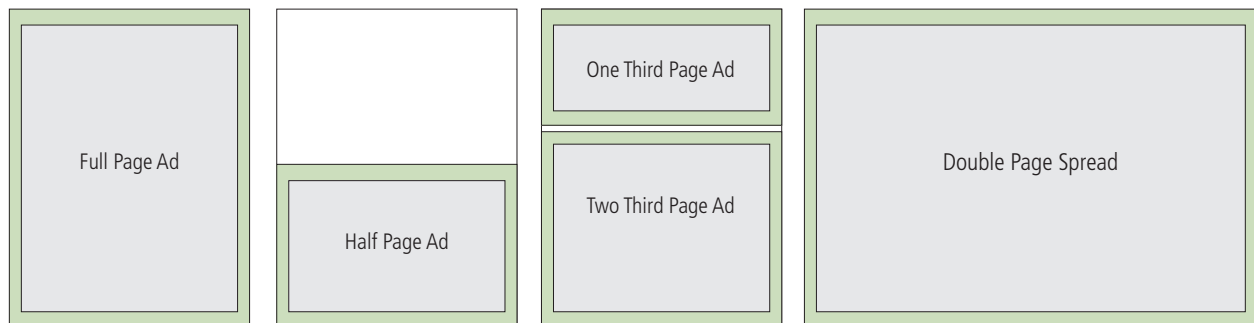 Full Page Ad
Half Page Ad
One Third Page Ad
Two Third Page Ad
Double Page Spread